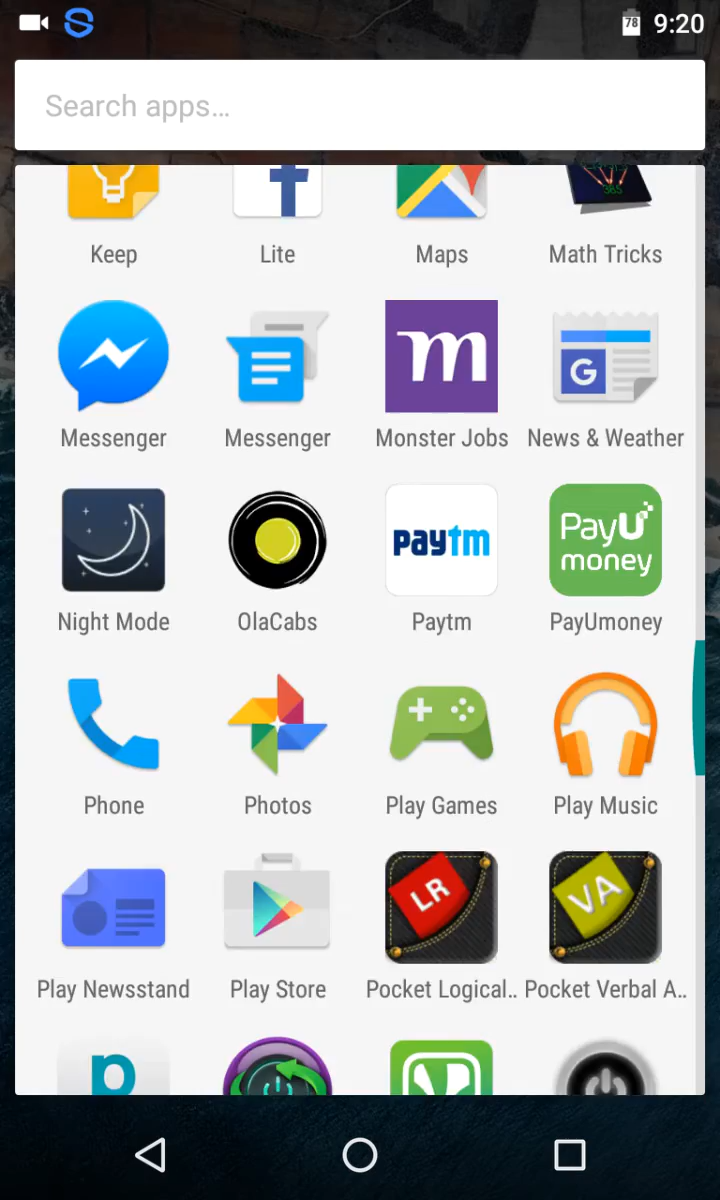 78 9:20
Search apps…
365
Keep Lite Maps Math Tricks
m
G
Messenger Messenger Monster Jobs News & Weather
paytm PayU money
Night Mode OlaCabs Paytm PayUmoney
Phone Photos Play Games Play Music
LR VA
Play Newsstand Play Store Pocket Logical.. Pocket Verbal A..
p